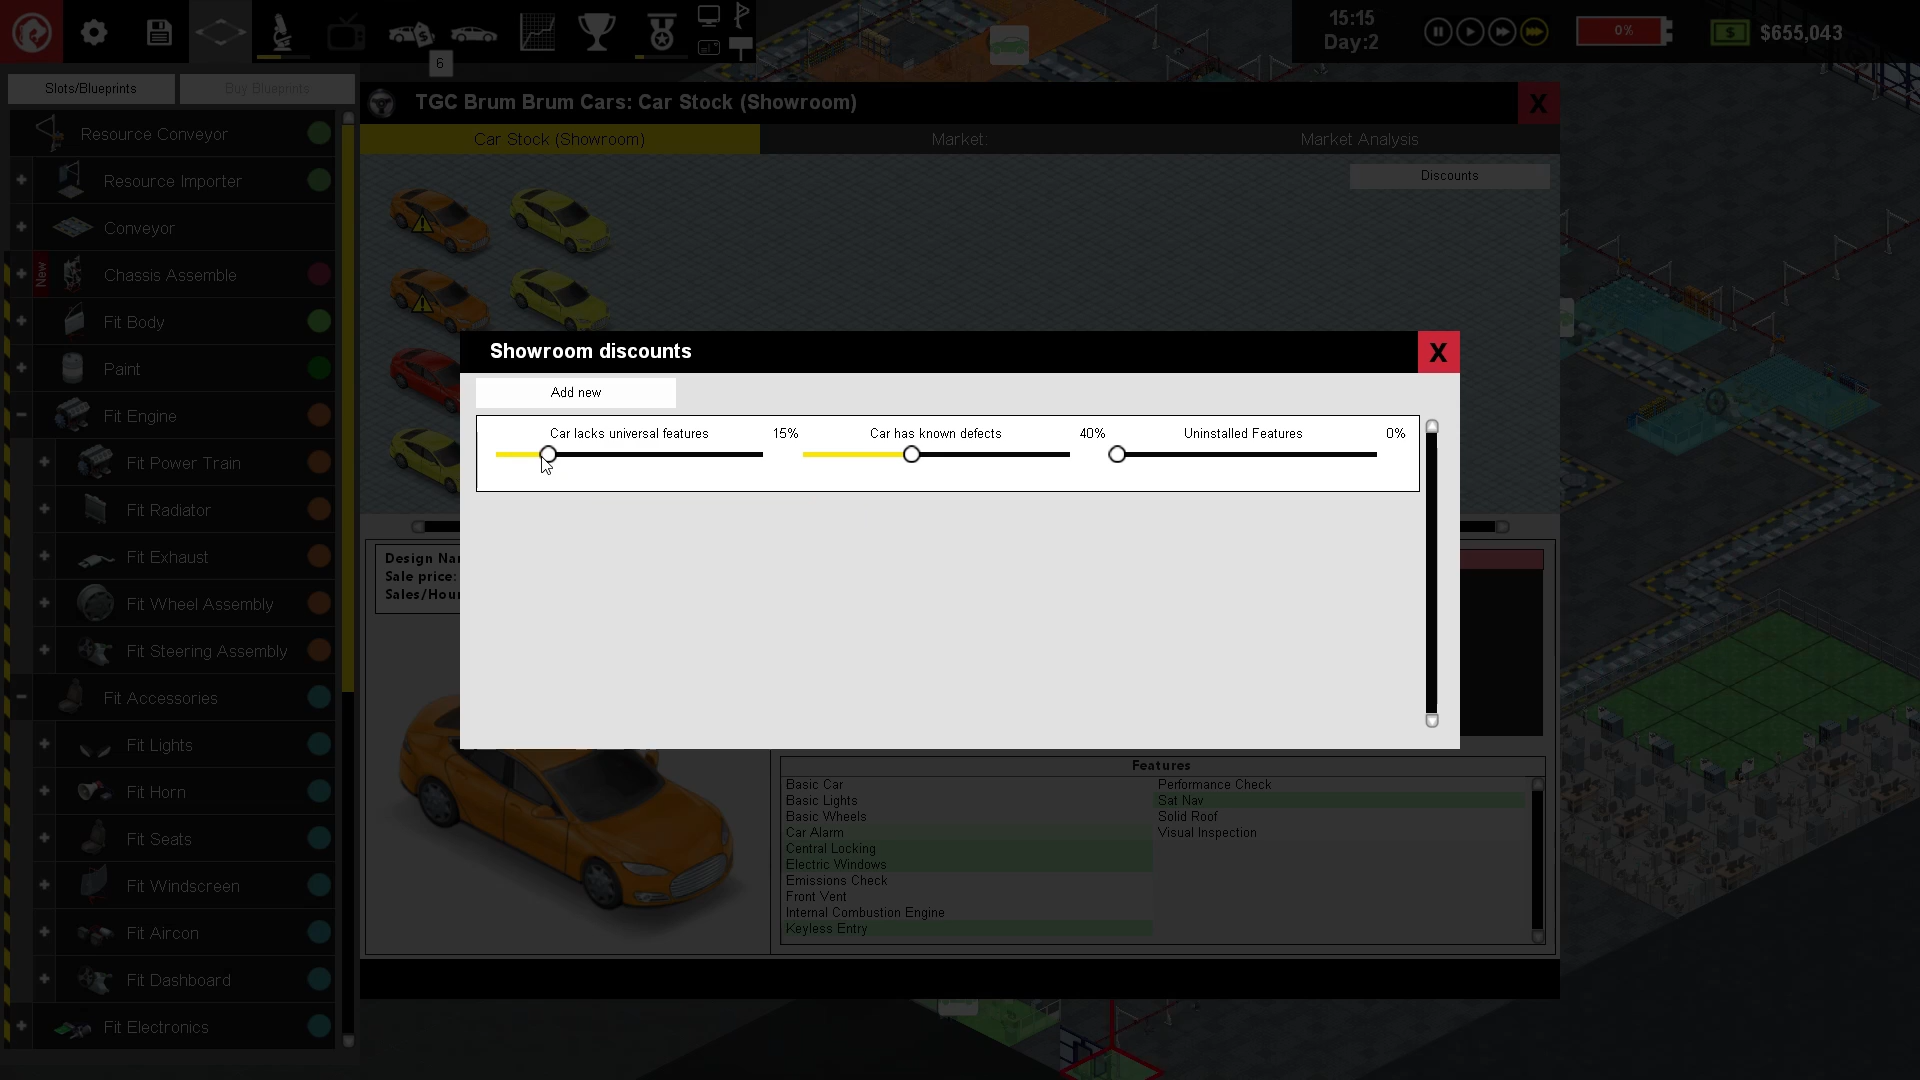 15:15
Day:2
0%
$655,043
6
Slots/Blueprints
Buy Blueprints
Resource Conveyor
Resource Importer
Conveyor
New
Chassis Assemble
Fit Body
Paint
Fit Engine
Fit Power Train
Fit Radiator
Fit Exhaust
Fit Wheel Assembly
Fit Steering Assembly
Fit Accessories
Fit Lights
Fit Horn
Fit Seats
Fit Windscreen
Fit Aircon
Fit Dashboard
Fit Electronics
TGC Brum Brum Cars: Car Stock (Showroom)
X
Car Stock (Showroom)
Market:
Market Analysis
Discounts
Showroom discounts
X
Add new
Car lacks universal features 15%
Car has known defects 40%
Uninstalled Features 0%
Sale price:
Features
Basic Car
Basic Lights
Basic Wheels
Car Alarm
Central Locking
Electric Windows
Emissions Check
Front Vent
Internal Combustion Engine
Keyless Entry
Performance Check
Sat Nav
Solid Roof
Visual Inspection